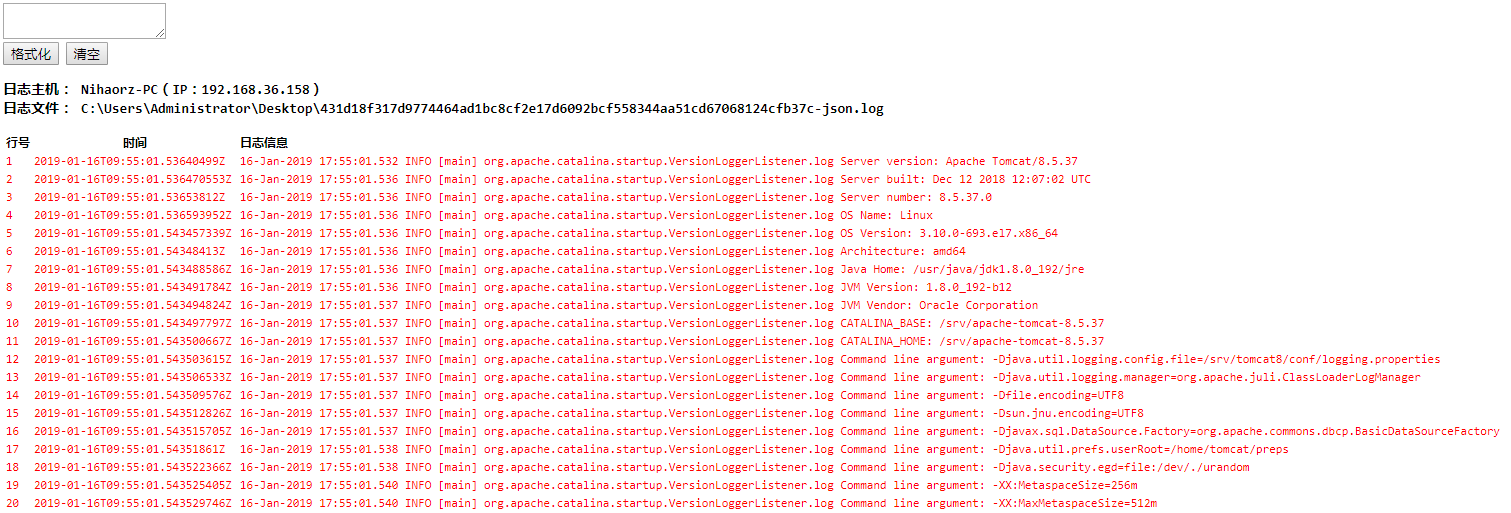 格式化 清空
日志主机： Nihaorz-PC（IP：192.168.36.158）
日志文件： C:\Users\Administrator\Desktop\431d18f317d9774464ad1bc8cf2e17d6092bcf558344aa51cd67068124cfb37c-json.log
行号 时间 日志信息
1 2019-01-16T09:55:01.53640499Z 16-Jan-2019 17:55:01.532 INFO [main] org.apache.catalina.startup.VersionLoggerListener.log Server version: Apache Tomcat/8.5.37
2 2019-01-16T09:55:01.536470553Z 16-Jan-2019 17:55:01.536 INFO [main] org.apache.catalina.startup.VersionLoggerListener.log Server built: Dec 12 2018 12:07:02 UTC
3 2019-01-16T09:55:01.53653812Z 16-Jan-2019 17:55:01.536 INFO [main] org.apache.catalina.startup.VersionLoggerListener.log Server number: 8.5.37.0
4 2019-01-16T09:55:01.536593952Z 16-Jan-2019 17:55:01.536 INFO [main] org.apache.catalina.startup.VersionLoggerListener.log OS Name: Linux
5 2019-01-16T09:55:01.543457339Z 16-Jan-2019 17:55:01.536 INFO [main] org.apache.catalina.startup.VersionLoggerListener.log OS Version: 3.10.0-693.el7.x86_64
6 2019-01-16T09:55:01.54348413Z 16-Jan-2019 17:55:01.536 INFO [main] org.apache.catalina.startup.VersionLoggerListener.log Architecture: amd64
7 2019-01-16T09:55:01.543488586Z 16-Jan-2019 17:55:01.536 INFO [main] org.apache.catalina.startup.VersionLoggerListener.log Java Home: /usr/java/jdk1.8.0_192/jre
8 2019-01-16T09:55:01.543491784Z 16-Jan-2019 17:55:01.536 INFO [main] org.apache.catalina.startup.VersionLoggerListener.log JVM Version: 1.8.0_192-b12
9 2019-01-16T09:55:01.543494824Z 16-Jan-2019 17:55:01.537 INFO [main] org.apache.catalina.startup.VersionLoggerListener.log JVM Vendor: Oracle Corporation
10 2019-01-16T09:55:01.543497797Z 16-Jan-2019 17:55:01.537 INFO [main] org.apache.catalina.startup.VersionLoggerListener.log CATALINA_BASE: /srv/apache-tomcat-8.5.37
11 2019-01-16T09:55:01.543500667Z 16-Jan-2019 17:55:01.537 INFO [main] org.apache.catalina.startup.VersionLoggerListener.log CATALINA_HOME: /srv/apache-tomcat-8.5.37
12 2019-01-16T09:55:01.543503615Z 16-Jan-2019 17:55:01.537 INFO [main] org.apache.catalina.startup.VersionLoggerListener.log Command line argument: -Djava.util.logging.config.file=/srv/tomcat8/conf/logging.properties
13 2019-01-16T09:55:01.543506533Z 16-Jan-2019 17:55:01.537 INFO [main] org.apache.catalina.startup.VersionLoggerListener.log Command line argument: -Djava.util.logging.manager=org.apache.juli.ClassLoaderLogManager
14 2019-01-16T09:55:01.543509576Z 16-Jan-2019 17:55:01.537 INFO [main] org.apache.catalina.startup.VersionLoggerListener.log Command line argument: -Dfile.encoding=UTF8
15 2019-01-16T09:55:01.543512826Z 16-Jan-2019 17:55:01.537 INFO [main] org.apache.catalina.startup.VersionLoggerListener.log Command line argument: -Dsun.jnu.encoding=UTF8
16 2019-01-16T09:55:01.543515705Z 16-Jan-2019 17:55:01.537 INFO [main] org.apache.catalina.startup.VersionLoggerListener.log Command line argument: -Djavax.sql.DataSource.Factory=org.apache.commons.dbcp.BasicDataSourceFactory
17 2019-01-16T09:55:01.54351861Z 16-Jan-2019 17:55:01.538 INFO [main] org.apache.catalina.startup.VersionLoggerListener.log Command line argument: -Djava.util.prefs.userRoot=/home/tomcat/preps
18 2019-01-16T09:55:01.543522366Z 16-Jan-2019 17:55:01.538 INFO [main] org.apache.catalina.startup.VersionLoggerListener.log Command line argument: -Djava.security.egd=file:/dev/./urandom
19 2019-01-16T09:55:01.543525405Z 16-Jan-2019 17:55:01.540 INFO [main] org.apache.catalina.startup.VersionLoggerListener.log Command line argument: -XX:MetaspaceSize=256m
20 2019-01-16T09:55:01.543529746Z 16-Jan-2019 17:55:01.540 INFO [main] org.apache.catalina.startup.VersionLoggerListener.log Command line argument: -XX:MaxMetaspaceSize=512m